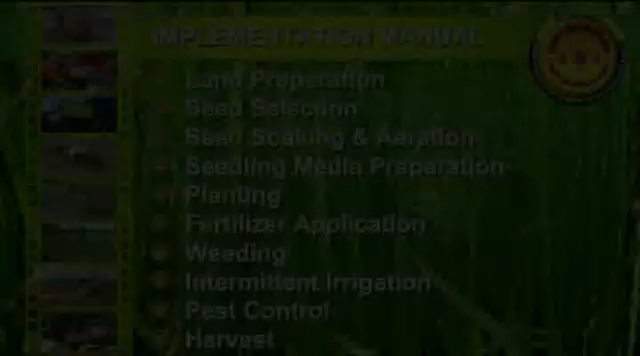 IMPLEMENTATION MANUAL
Land Preparation
Seed Selection
Seed Soaking & Aeration
Seedling Media Preparation
Planting
Fertilizer Application
Weeding
Intermittent Irrigation
Pest Control
Harvest